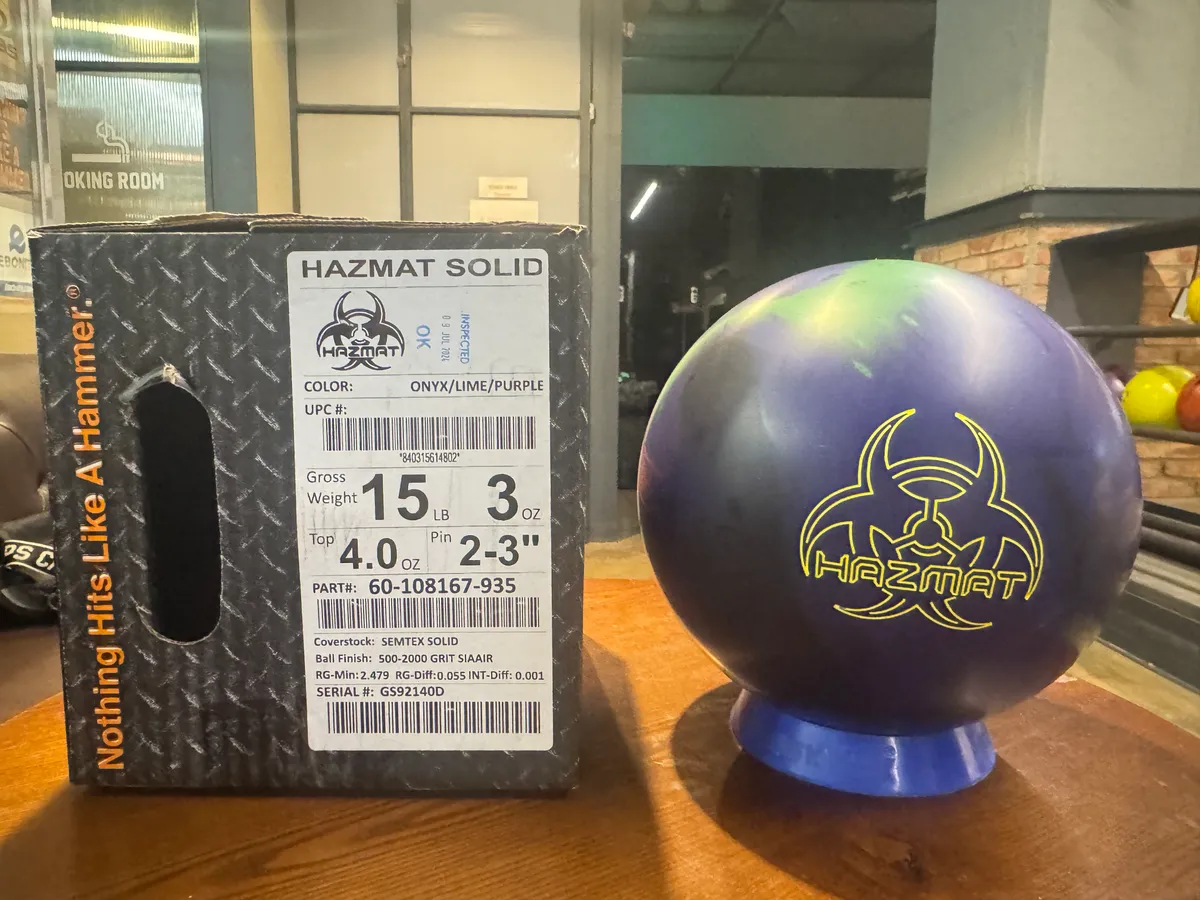 OKING ROOM
Nothing Hits Like A Hammer.®
HAZMAT SOLID
HAZMAT
OK
INSPECTED
COLOR: ONYX/LIME/PURPLE
UPC #:
*840315614802*
Gross Weight 15 LB 3 OZ
Top 4.0 OZ Pin 2-3"
PART#: 60-108167-935
Coverstock: SEMTEX SOLID
Ball Finish: 500-2000 GRIT SIAAIR
RG-Min:2.479 RG-Diff:0.055 INT-Diff: 0.001
SERIAL #: GS92140D
HAZMAT